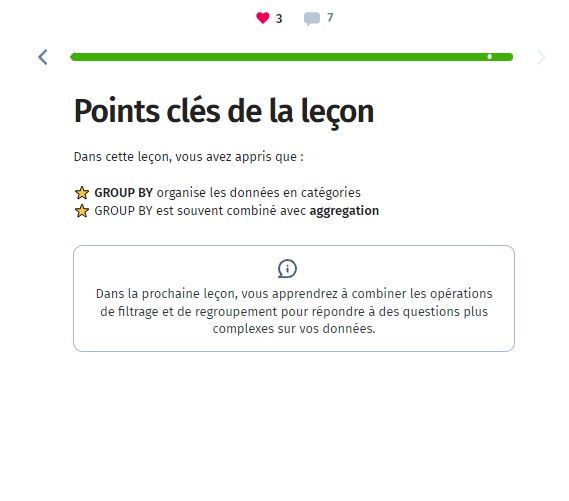 3
7
Points clés de la leçon
Dans cette leçon, vous avez appris que :
GROUP BY organise les données en catégories
GROUP BY est souvent combiné avec aggregation
Dans la prochaine leçon, vous apprendrez à combiner les opérations
de filtrage et de regroupement pour répondre à des questions plus
complexes sur vos données.